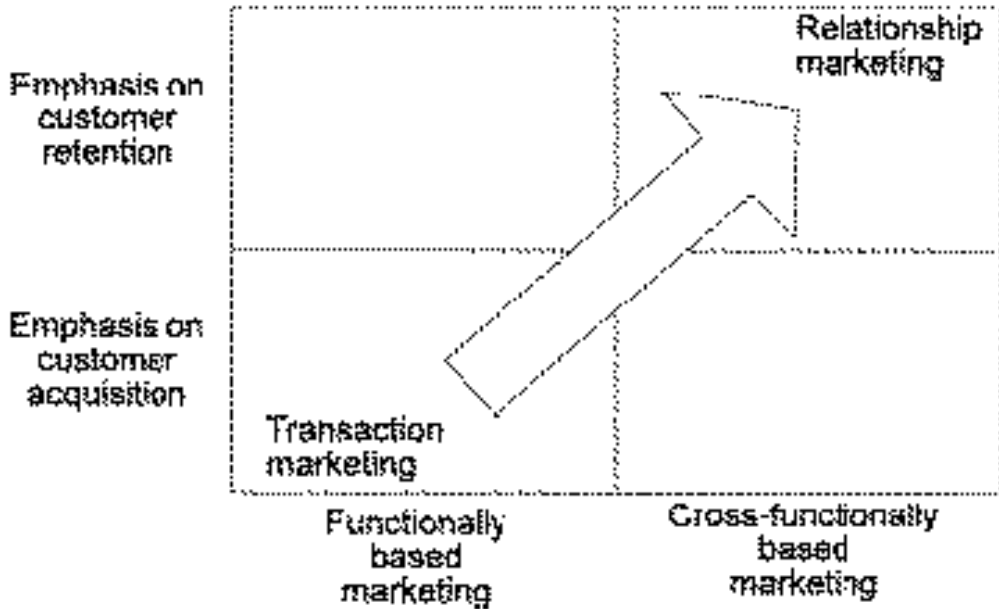 Relationship
marketing
Emphasis on
customer
retention
Emphasis on
customer
acquisition
Transaction
marketing
Functionally
based
marketing
Cross-functionally
based
marketing